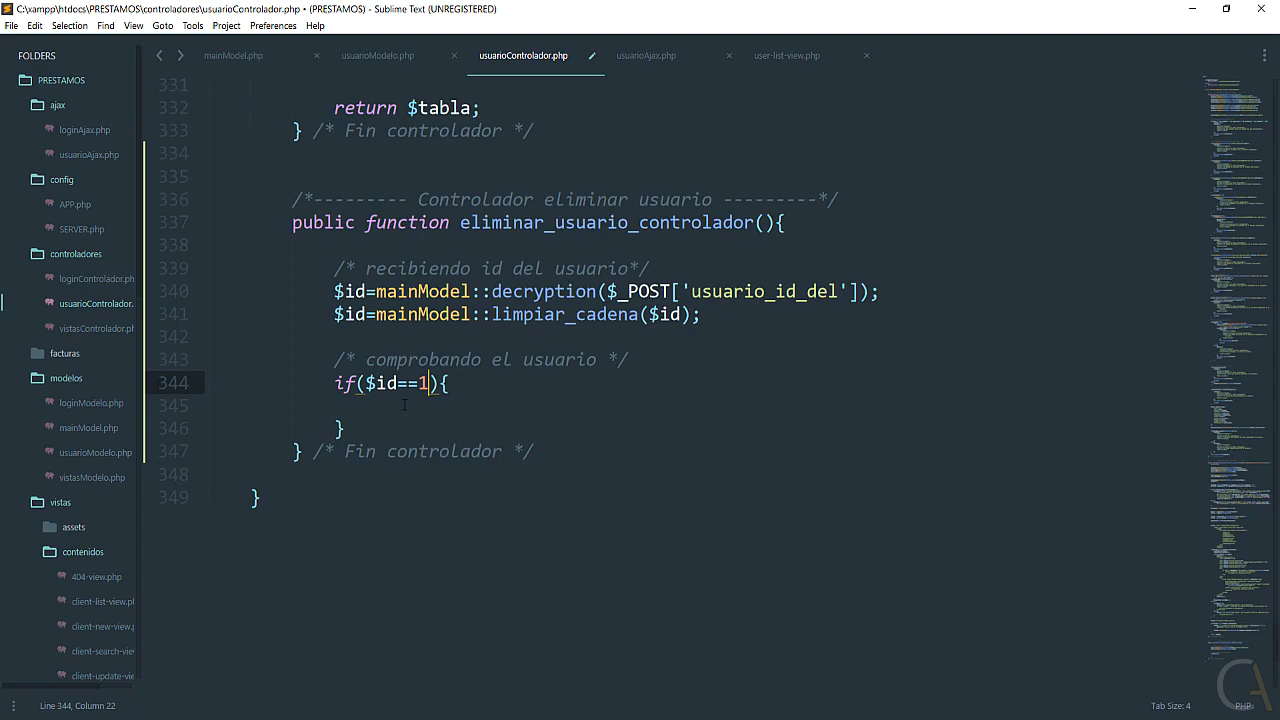 C:\xampp\htdocs\PRESTAMOS\controladores\usuarioControlador.php • (PRESTAMOS) - Sublime Text (UNREGISTERED)
File Edit Selection Find View Goto Tools Project Preferences Help
FOLDERS
PRESTAMOS
ajax
loginAjax.php
usuarioAjax.php
config
APP.php
SERVER.php
controladores
loginControlador.ph
usuarioControlador.
vistasControlador.ph
facturas
modelos
loginModelo.php
mainModel.php
usuarioModelo.php
vistasModelo.php
vistas
assets
contenidos
404-view.php
client-list-view.pl
client-new-view.p
client-search-vie
client-update-vie
mainModel.php
usuarioModelo.php
usuarioControlador.php
usuarioAjax.php
user-list-view.php
331
332 return $tabla;
333 } /* Fin controlador */
334
335
336 /*--------- Controlador eliminar usuario ---------*/
337 public function eliminar_usuario_controlador(){
338
339 /* recibiendo id del usuario*/
340 $id=mainModel::decryption($_POST['usuario_id_del']);
341 $id=mainModel::limpiar_cadena($id);
342
343 /* comprobando el usuario */
344 if($id==1){
345
346 }
347 } /* Fin controlador */
348
349 }
Line 344, Column 22
Tab Size: 4
PHP